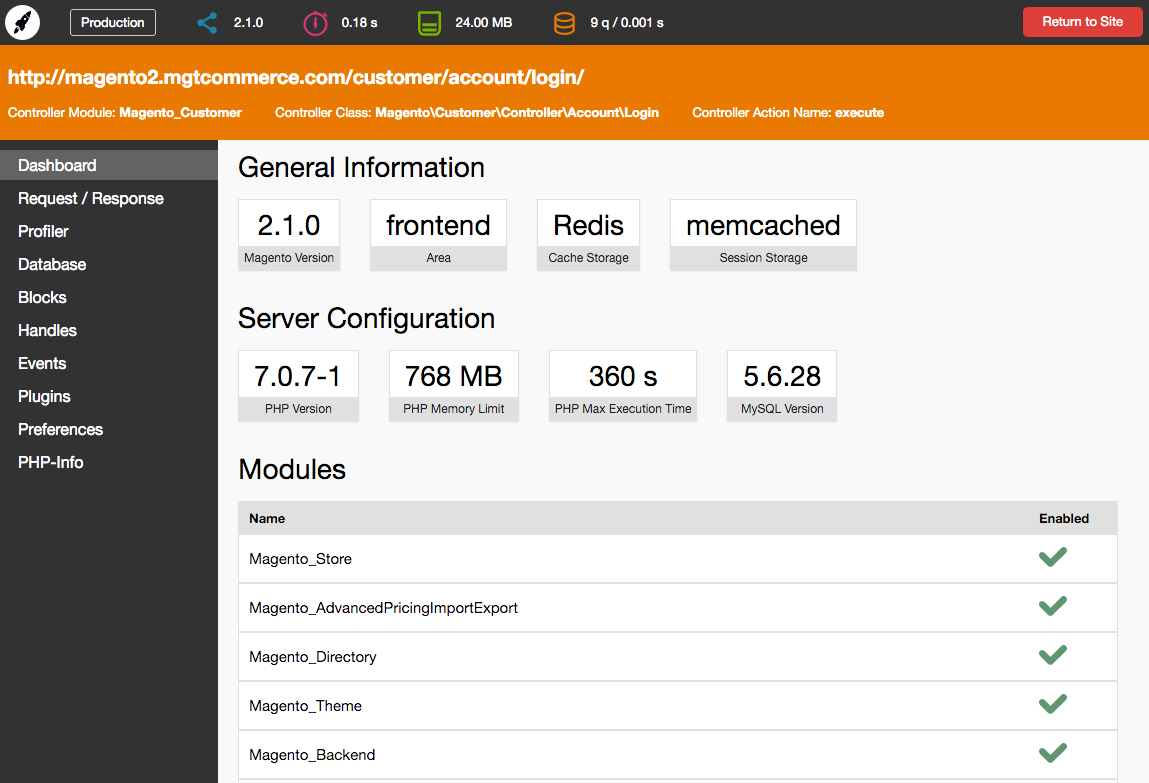 Production 2.1.0 0.18 s 24.00 MB 9 q / 0.001 s Return to Site
http://magento2.mgtcommerce.com/customer/account/login/
Controller Module: Magento_Customer Controller Class: Magento\Customer\Controller\Account\Login Controller Action Name: execute
Dashboard
Request / Response
Profiler
Database
Blocks
Handles
Events
Plugins
Preferences
PHP-Info
General Information
2.1.0
Magento Version
frontend
Area
Redis
Cache Storage
memcached
Session Storage
Server Configuration
7.0.7-1
PHP Version
768 MB
PHP Memory Limit
360 s
PHP Max Execution Time
5.6.28
MySQL Version
Modules
Name Enabled
Magento_Store
Magento_AdvancedPricingImportExport
Magento_Directory
Magento_Theme
Magento_Backend